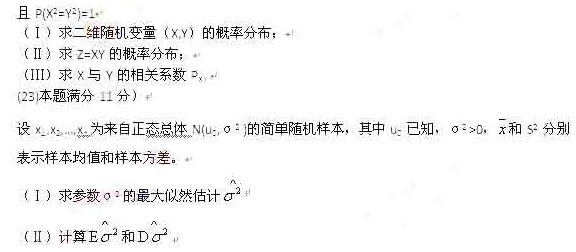 且 P(X²=Y²)=1
（Ⅰ）求二维随机变量（X,Y）的概率分布；
（Ⅱ）求 Z=XY 的概率分布；
（III）求 X 与 Y 的相关系数 Pₓ
(23)本题满分 11 分）
设 x₁,x₂,...,xₙ为来自正态总体 N(u₀, σ²)的简单随机样本，其中 u₀ 已知，σ²>0，x̄和 S² 分别
表示样本均值和样本方差。
（Ⅰ）求参数 σ² 的最大似然估计 σ̂²
（Ⅱ）计算 E σ̂² 和 D σ̂²